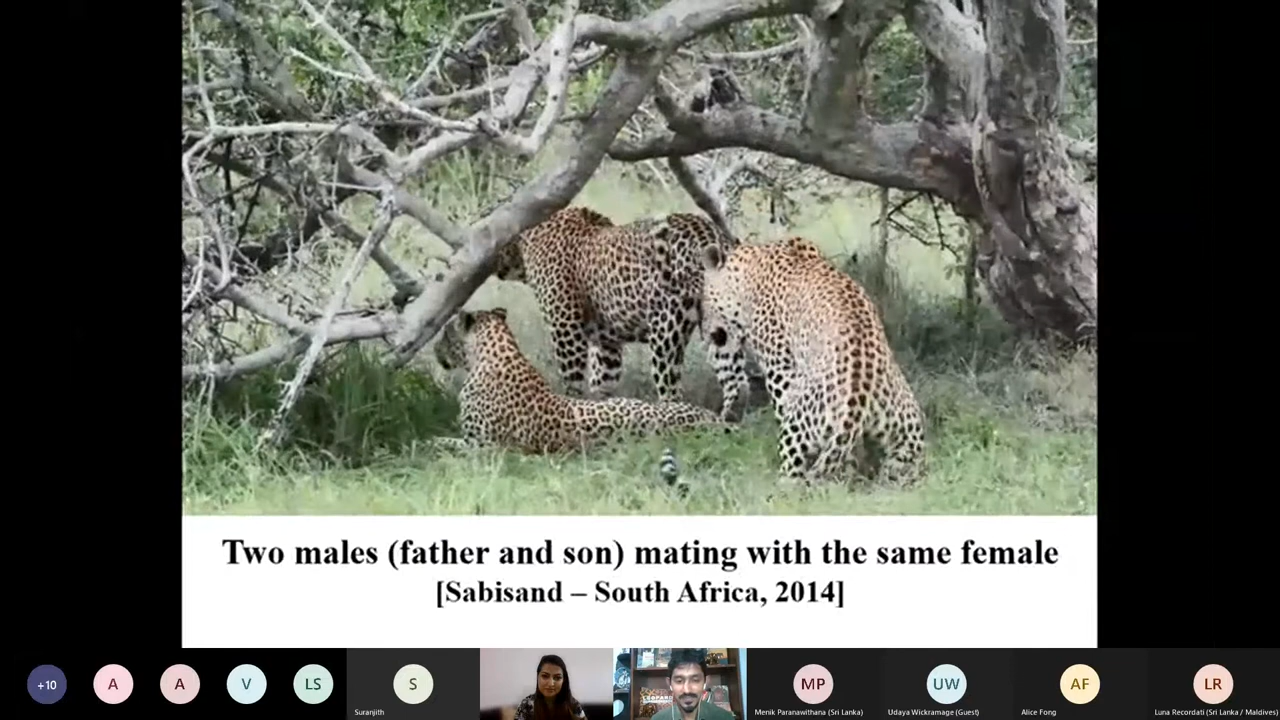 Two males (father and son) mating with the same female
[Sabisand – South Africa, 2014]
+10
A
A
V
LS
S
Suranjith
MP
Menik Paranawithana (Sri Lanka)
UW
Udaya Wickramage (Guest)
AF
Alice Fong
LR
Luna Recordati (Sri Lanka / Maldives)